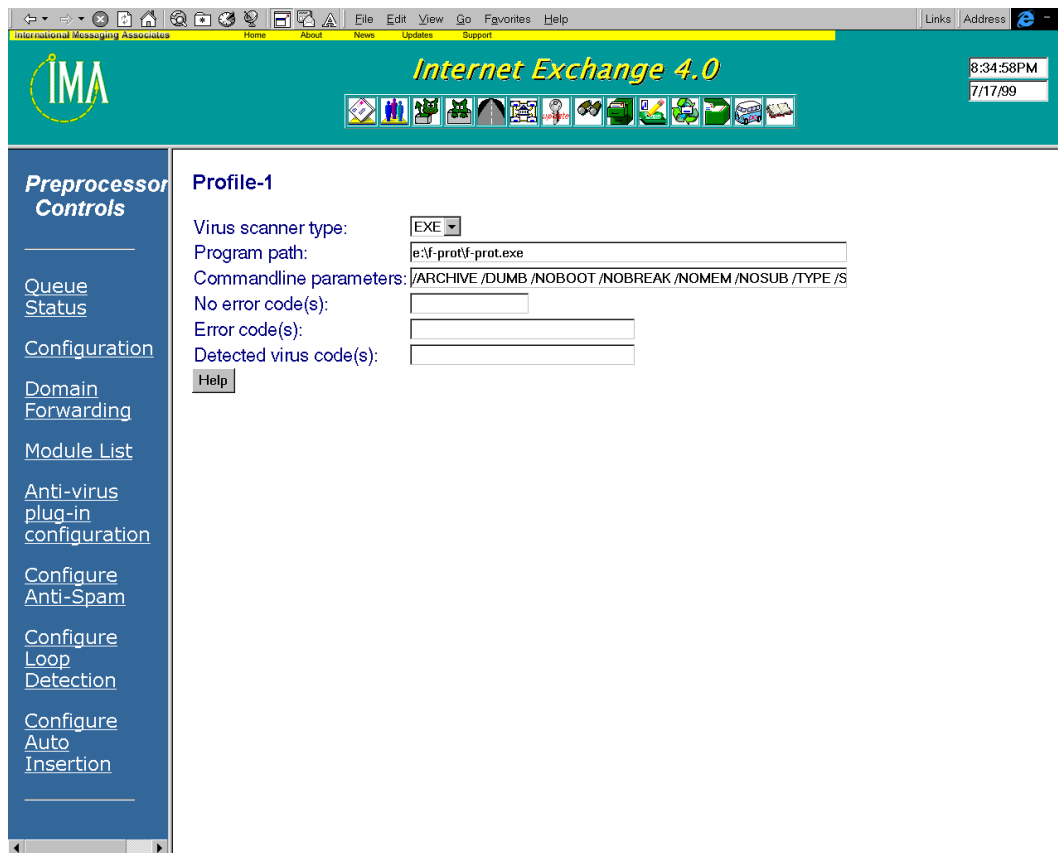 File Edit View Go Favorites Help Links Address
International Messaging Associates Home About News Updates Support
IMA
Internet Exchange 4.0
8:34:58PM
7/17/99
update
Preprocessor
Controls
Queue
Status
Configuration
Domain
Forwarding
Module List
Anti-virus
plug-in
configuration
Configure
Anti-Spam
Configure
Loop
Detection
Configure
Auto
Insertion
Profile-1
Virus scanner type: EXE
Program path: e:\f-prot\f-prot.exe
Commandline parameters: /ARCHIVE /DUMB /NOBOOT /NOBREAK /NOMEM /NOSUB /TYPE /S
No error code(s):
Error code(s):
Detected virus code(s):
Help